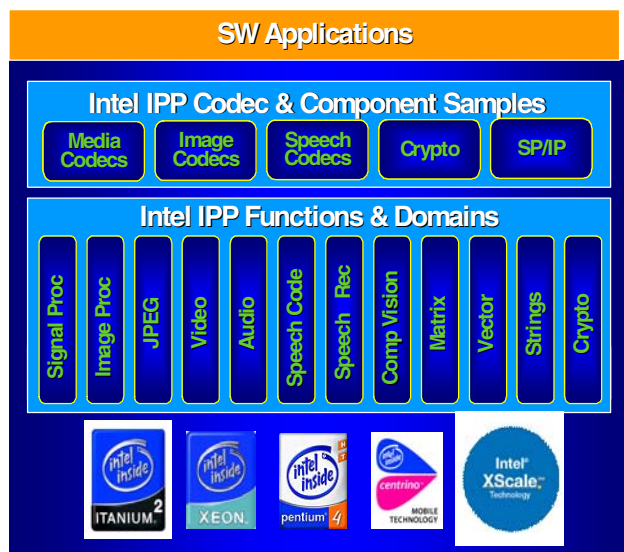 SW Applications
Intel IPP Codec & Component Samples
Media
Codecs
Image
Codecs
Speech
Codecs
Crypto
SP/IP
Intel IPP Functions & Domains
Signal Proc
Image Proc
JPEG
Video
Audio
Speech Code
Speech Rec
Comp Vision
Matrix
Vector
Strings
Crypto
intel
inside
ITANIUM 2
intel
inside
XEON
HT
intel
inside
pentium 4
intel
inside
centrino
MOBILE
TECHNOLOGY
Intel®
XScale
Technology